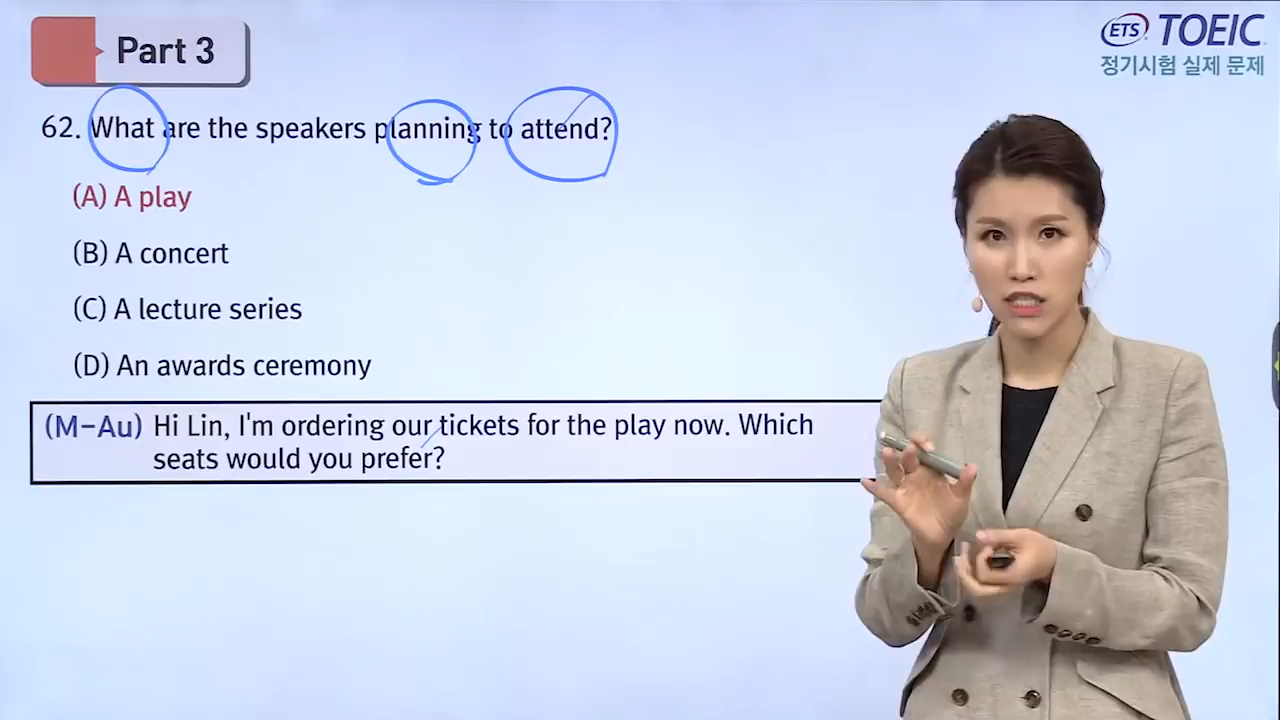 Part 3
ETS TOEIC
정기시험 실제 문제
62. What are the speakers planning to attend?
(A) A play
(B) A concert
(C) A lecture series
(D) An awards ceremony
(M-Au) Hi Lin, I'm ordering our tickets for the play now. Which
seats would you prefer?